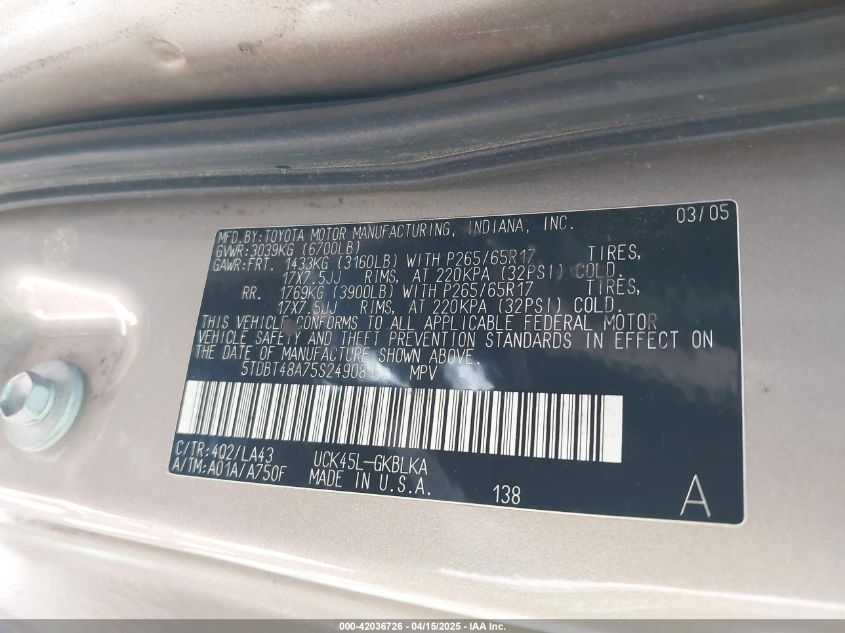 03/05
MFD.BY:TOYOTA MOTOR MANUFACTURING, INDIANA, INC.
GVWR:3039KG (6700LB)
GAWR:FRT. 1433KG (3160LB) WITH P265/65R17 TIRES,
17X7.5JJ RIMS, AT 220KPA (32PSI) COLD.
RR. 1769KG (3900LB) WITH P265/65R17 TIRES,
17X7.5JJ RIMS, AT 220KPA (32PSI) COLD.
THIS VEHICLE CONFORMS TO ALL APPLICABLE FEDERAL MOTOR
VEHICLE SAFETY AND THEFT PREVENTION STANDARDS IN EFFECT ON
THE DATE OF MANUFACTURE SHOWN ABOVE.
MPV
C/TR:402/LA43 UCK45L-GKBLKA
A/TM:A01A/A750F MADE IN U.S.A. 138 A
000-42036726 - 04/15/2025 - IAA Inc.